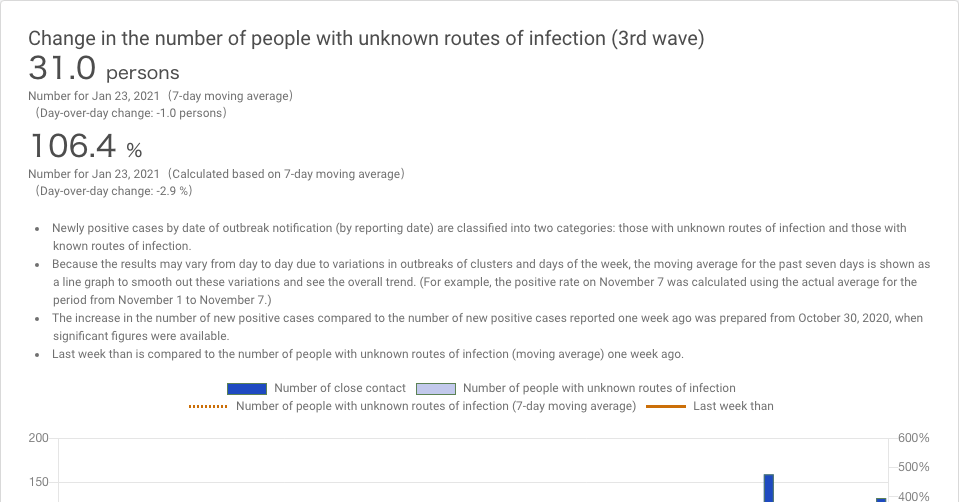 Change in the number of people with unknown routes of infection (3rd wave)
31.0 persons
Number for Jan 23, 2021 （7-day moving average）
（Day-over-day change: -1.0 persons）
106.4 %
Number for Jan 23, 2021 （Calculated based on 7-day moving average）
（Day-over-day change: -2.9 %）
• Newly positive cases by date of outbreak notification (by reporting date) are classified into two categories: those with unknown routes of infection and those with
known routes of infection.
• Because the results may vary from day to day due to variations in outbreaks of clusters and days of the week, the moving average for the past seven days is shown as
a line graph to smooth out these variations and see the overall trend. (For example, the positive rate on November 7 was calculated using the actual average for the
period from November 1 to November 7.)
• The increase in the number of new positive cases compared to the number of new positive cases reported one week ago was prepared from October 30, 2020, when
significant figures were available.
• Last week than is compared to the number of people with unknown routes of infection (moving average) one week ago.
Number of close contact Number of people with unknown routes of infection
Number of people with unknown routes of infection (7-day moving average) Last week than
200 600%
500%
150
400%